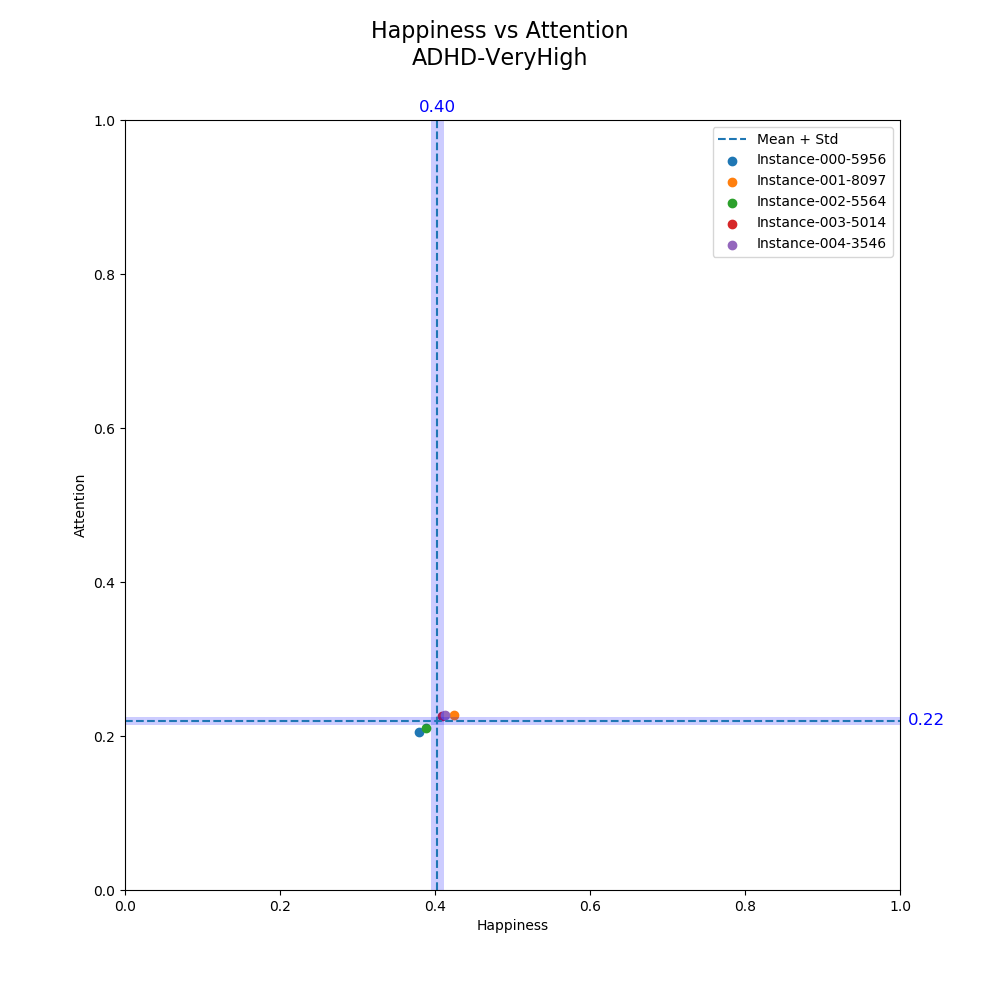 Happiness vs Attention
ADHD-VeryHigh
0.40
1.0
0.8
0.6
0.4
0.2
0.0
Attention
Mean + Std
Instance-000-5956
Instance-001-8097
Instance-002-5564
Instance-003-5014
Instance-004-3546
0.22
0.0 0.2 0.4 0.6 0.8 1.0
Happiness